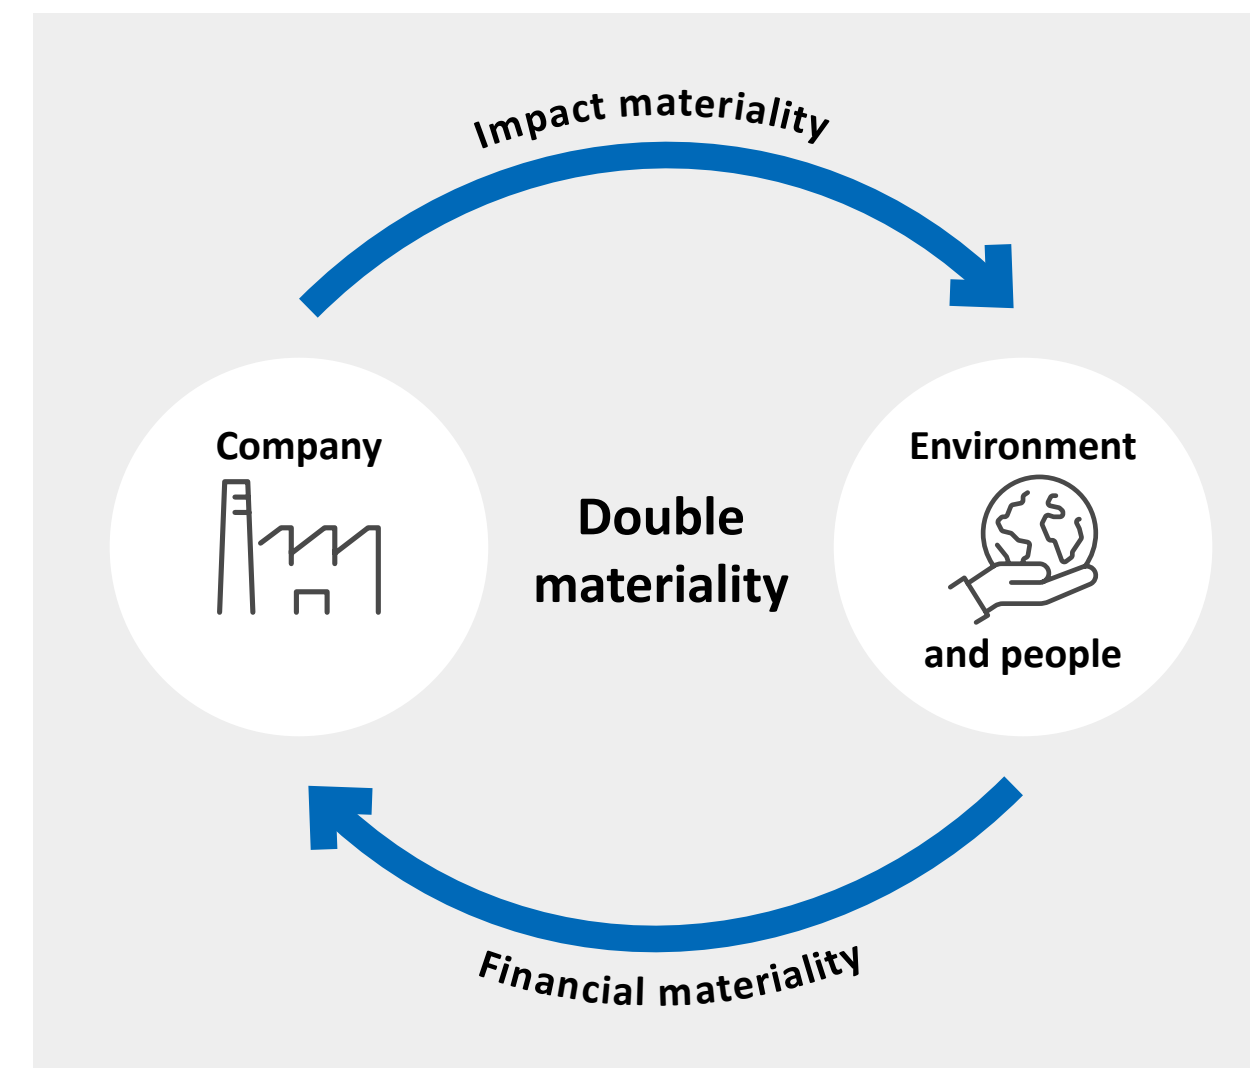 Impact materiality
Company
Environment
and people
Double
materiality
Financial materiality